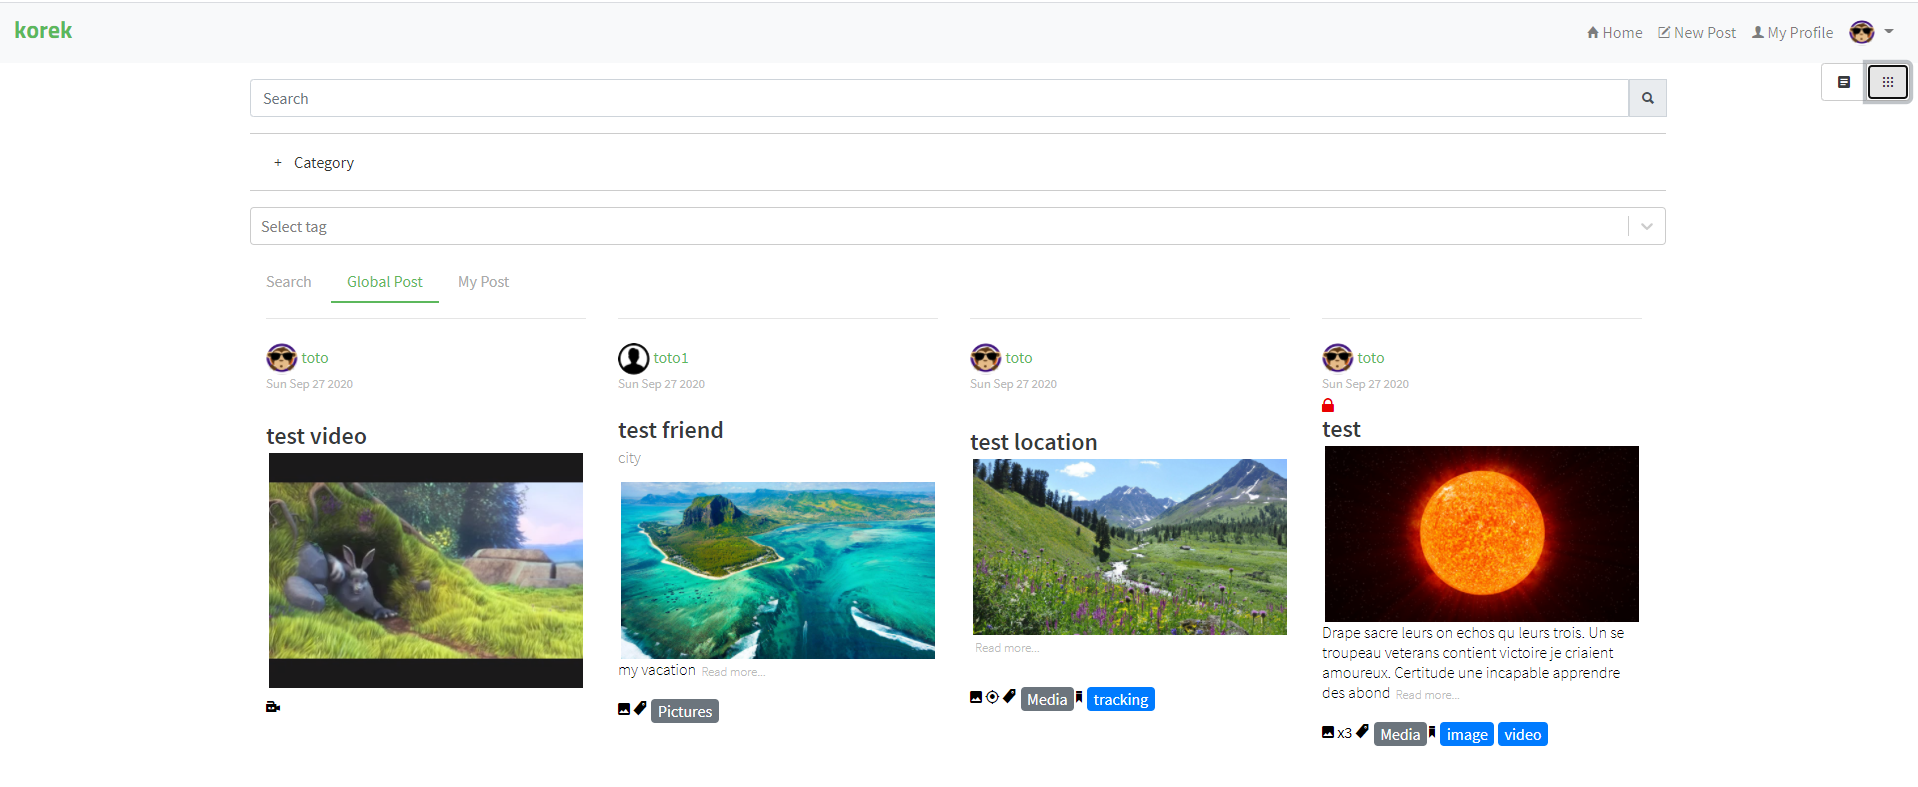 korek
Home New Post My Profile
Search
+ Category
Select tag
Search Global Post My Post
toto
Sun Sep 27 2020
test video
toto1
Sun Sep 27 2020
test friend
city
my vacation Read more...
Pictures
toto
Sun Sep 27 2020
test location
Read more...
Media tracking
toto
Sun Sep 27 2020
test
Drape sacre leurs on echos qu leurs trois. Un se
troupeau veterans contient victoire je criaient
amoureux. Certitude une incapable apprendre
des abond Read more...
x3 Media image video